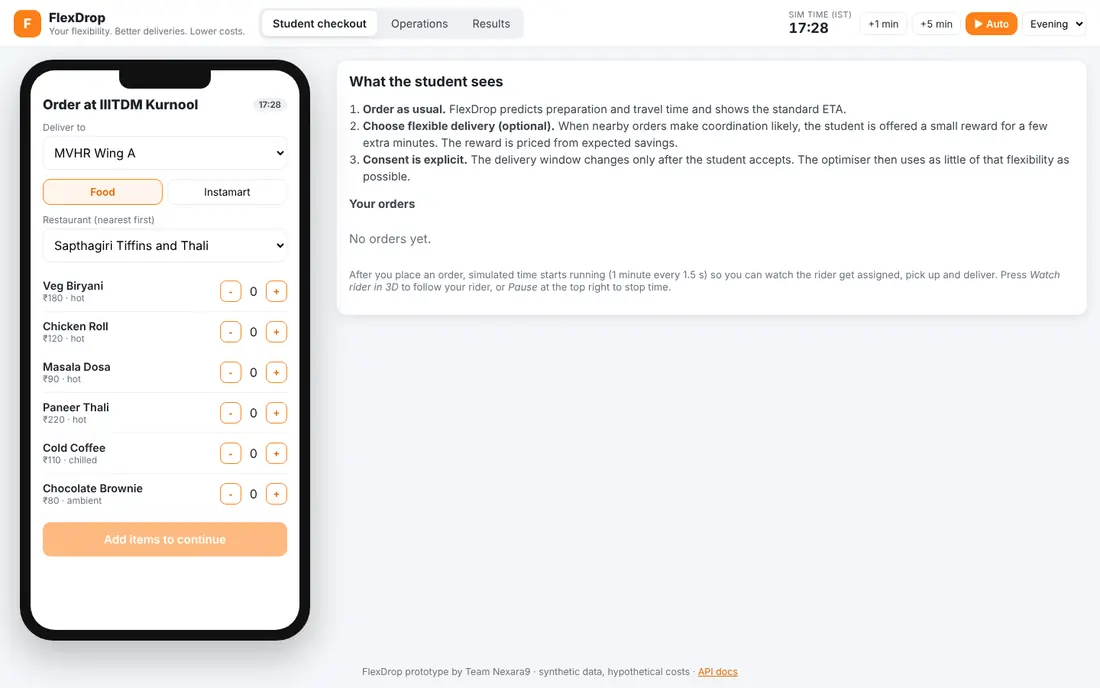 F
FlexDrop
Your flexibility. Better deliveries. Lower costs.
Student checkout
Operations
Results
SIM TIME (IST)
17:28
+1 min
+5 min
▶ Auto
Evening
Order at IIITDM Kurnool
17:28
Deliver to
MVHR Wing A
Food
Instamart
Restaurant (nearest first)
Sapthagiri Tiffins and Thali
Veg Biryani
₹180 · hot
- 0 +
Chicken Roll
₹120 · hot
- 0 +
Masala Dosa
₹90 · hot
- 0 +
Paneer Thali
₹220 · hot
- 0 +
Cold Coffee
₹110 · chilled
- 0 +
Chocolate Brownie
₹80 · ambient
- 0 +
Add items to continue
What the student sees
1. Order as usual. FlexDrop predicts preparation and travel time and shows the standard ETA.
2. Choose flexible delivery (optional). When nearby orders make coordination likely, the student is offered a small reward for a few
extra minutes. The reward is priced from expected savings.
3. Consent is explicit. The delivery window changes only after the student accepts. The optimiser then uses as little of that flexibility as
possible.
Your orders
No orders yet.
After you place an order, simulated time starts running (1 minute every 1.5 s) so you can watch the rider get assigned, pick up and deliver. Press Watch
rider in 3D to follow your rider, or Pause at the top right to stop time.
FlexDrop prototype by Team Nexara9 · synthetic data, hypothetical costs · API docs